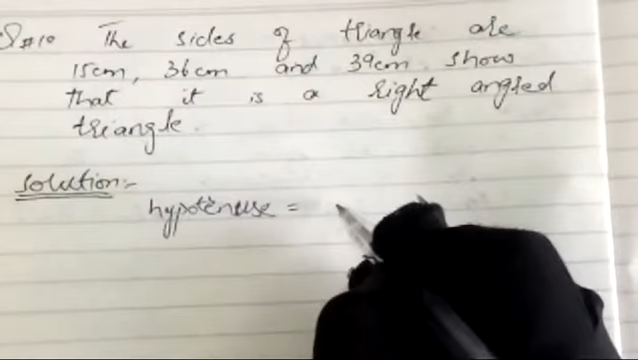 Q#10 The sides of triangle are
15cm, 36cm and 39cm show
that it is a right angled
triangle.
Solution:-
hypotenuse =